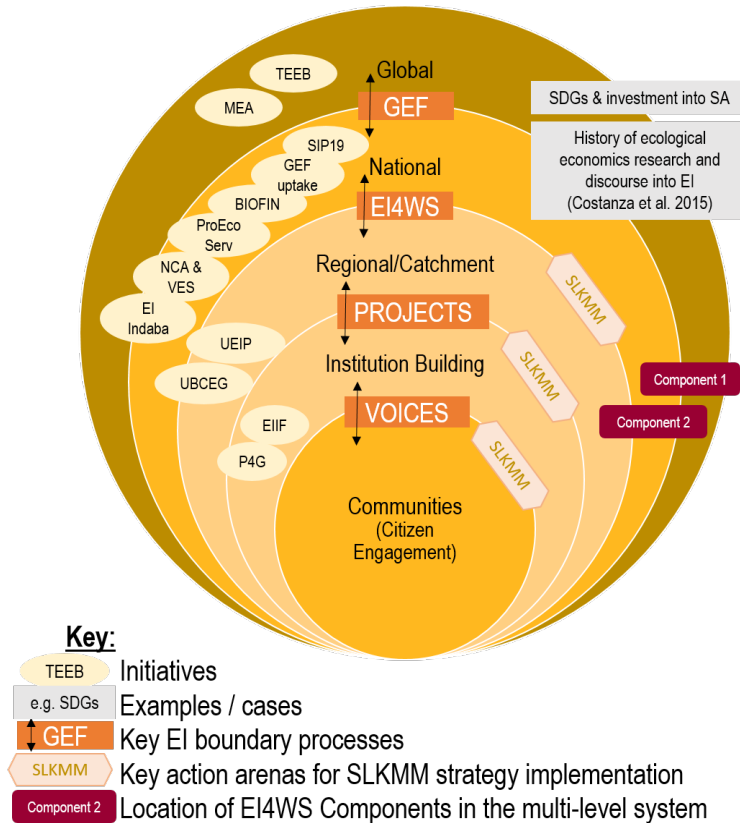 TEEB
MEA
Global
GEF
SDGs & investment into SA
History of ecological
economics research and
discourse into EI
(Costanza et al. 2015)
SIP19
GEF
uptake
BIOFIN
ProEco
Serv
NCA &
VES
EI
Indaba
National
EI4WS
Regional/Catchment
SLKMM
UEIP
UBCEG
PROJECTS
Institution Building
SLKMM
Component 1
Component 2
EIIF
P4G
VOICES
SLKMM
Communities
(Citizen
Engagement)
Key:
TEEB Initiatives
e.g. SDGs Examples / cases
GEF Key EI boundary processes
SLKMM Key action arenas for SLKMM strategy implementation
Component 2 Location of EI4WS Components in the multi-level system